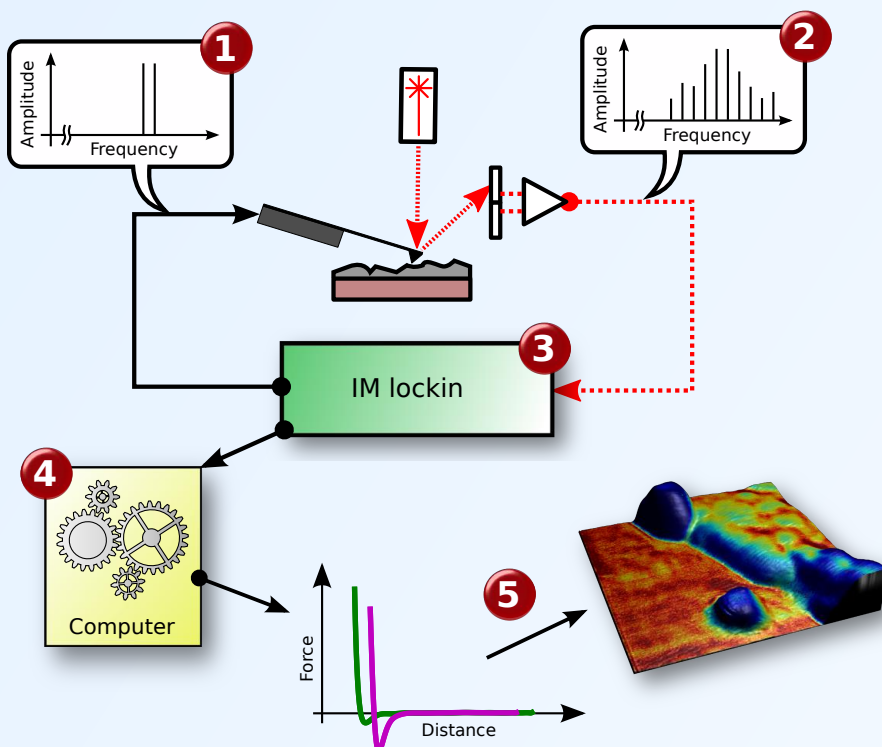 1
Amplitude
Frequency
2
Amplitude
Frequency
3
IM lockin
4
Computer
5
Force
Distance